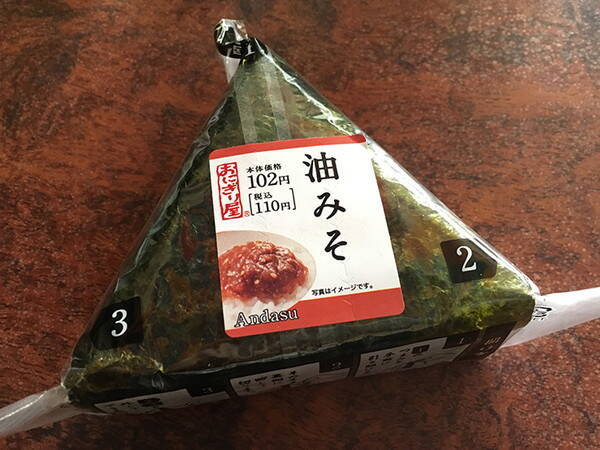 1
おにぎり屋
本体価格
102円
[税込
110円]
油みそ
写真はイメージです。
Andasu
2
3